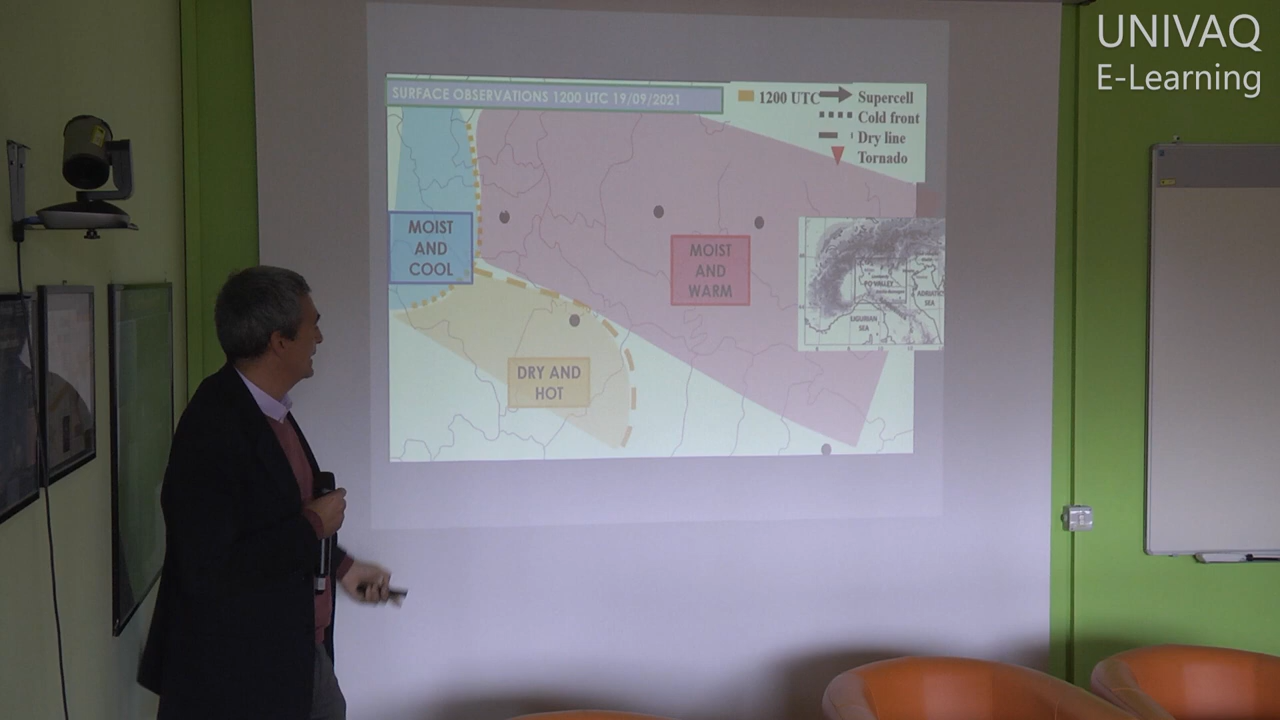 UNIVAQ
E-Learning
SURFACE OBSERVATIONS 1200 UTC 19/09/2021
1200 UTC
Supercell
Cold front
Dry line
Tornado
MOIST
AND
COOL
MOIST
AND
WARM
DRY AND
HOT
PO VALLEY
ADRIATIC
SEA
LIGURIAN
SEA